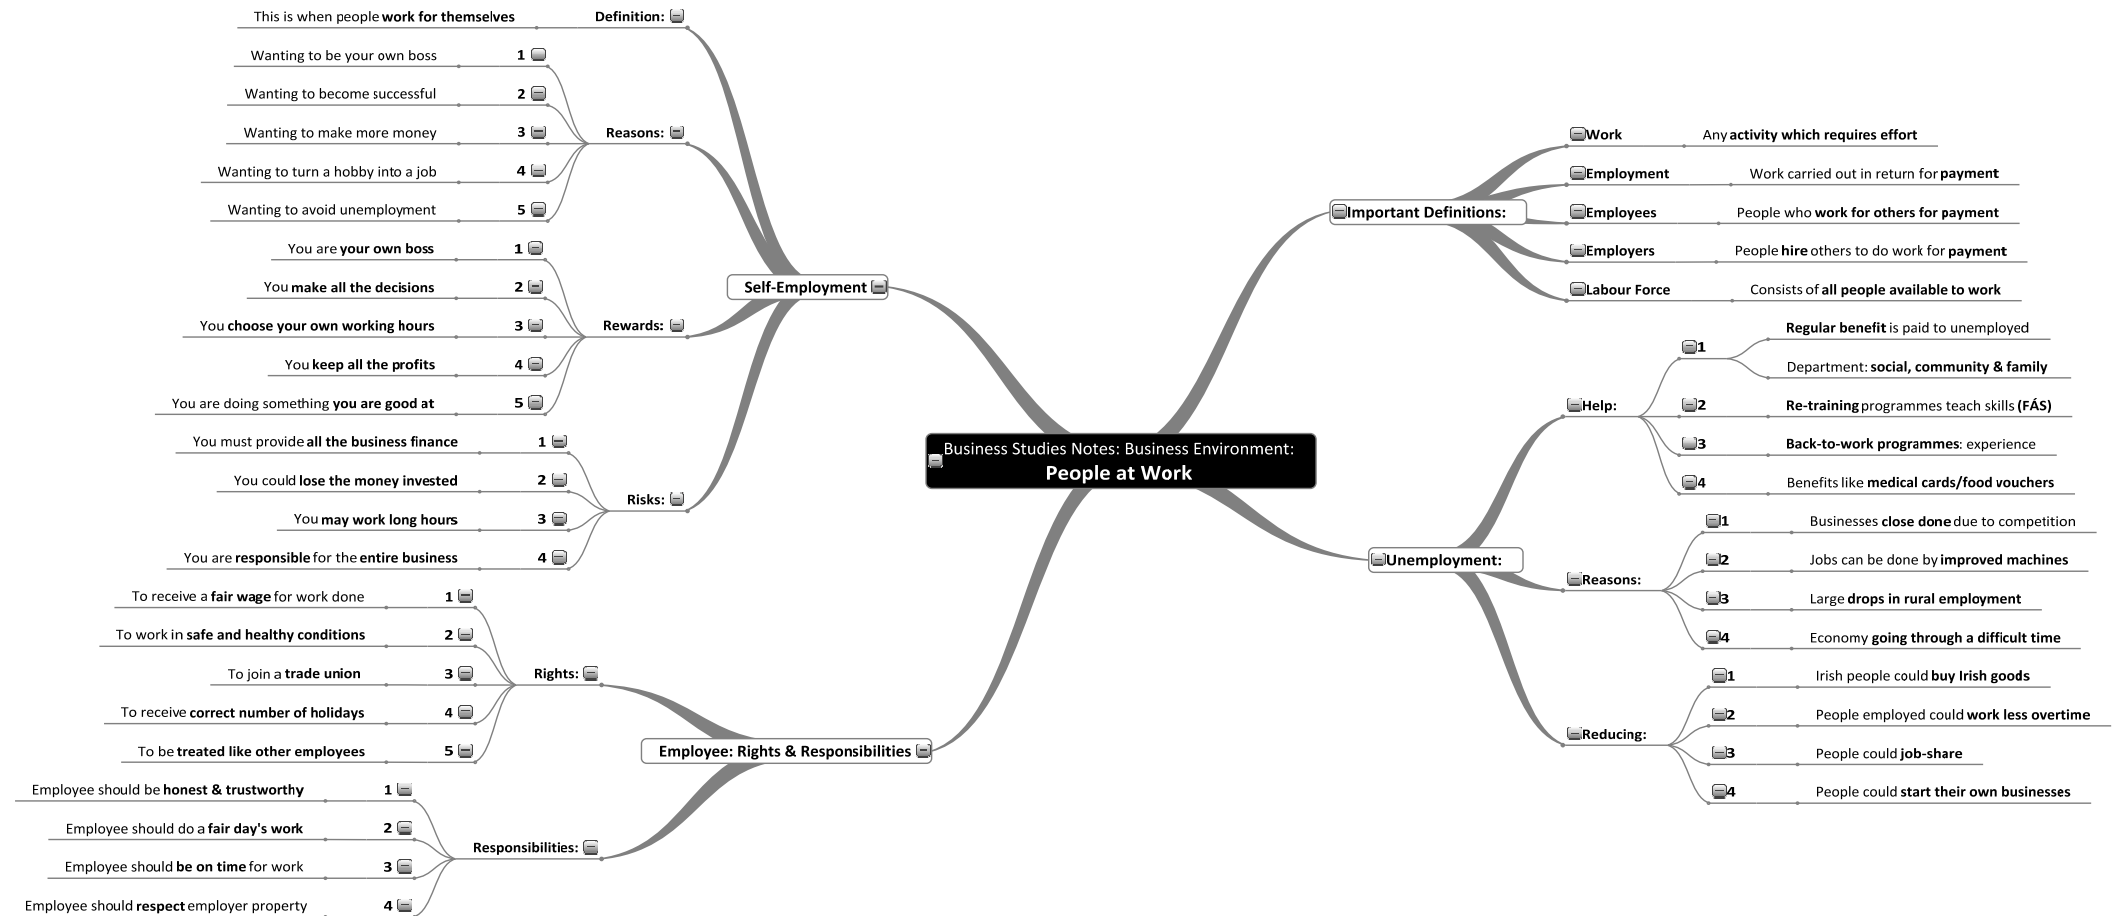 Business Studies Notes: Business Environment:
People at Work
Self-Employment
Definition:
This is when people work for themselves
Reasons:
1
Wanting to be your own boss
2
Wanting to become successful
3
Wanting to make more money
4
Wanting to turn a hobby into a job
5
Wanting to avoid unemployment
Rewards:
1
You are your own boss
2
You make all the decisions
3
You choose your own working hours
4
You keep all the profits
5
You are doing something you are good at
Risks:
1
You must provide all the business finance
2
You could lose the money invested
3
You may work long hours
4
You are responsible for the entire business
Employee: Rights & Responsibilities
Rights:
1
To receive a fair wage for work done
2
To work in safe and healthy conditions
3
To join a trade union
4
To receive correct number of holidays
5
To be treated like other employees
Responsibilities:
1
Employee should be honest & trustworthy
2
Employee should do a fair day's work
3
Employee should be on time for work
4
Employee should respect employer property
Important Definitions:
Work
Any activity which requires effort
Employment
Work carried out in return for payment
Employees
People who work for others for payment
Employers
People hire others to do work for payment
Labour Force
Consists of all people available to work
Unemployment:
Help:
1
Regular benefit is paid to unemployed
Department: social, community & family
2
Re-training programmes teach skills (FÁS)
3
Back-to-work programmes: experience
4
Benefits like medical cards/food vouchers
Reasons:
1
Businesses close done due to competition
2
Jobs can be done by improved machines
3
Large drops in rural employment
4
Economy going through a difficult time
Reducing:
1
Irish people could buy Irish goods
2
People employed could work less overtime
3
People could job-share
4
People could start their own businesses